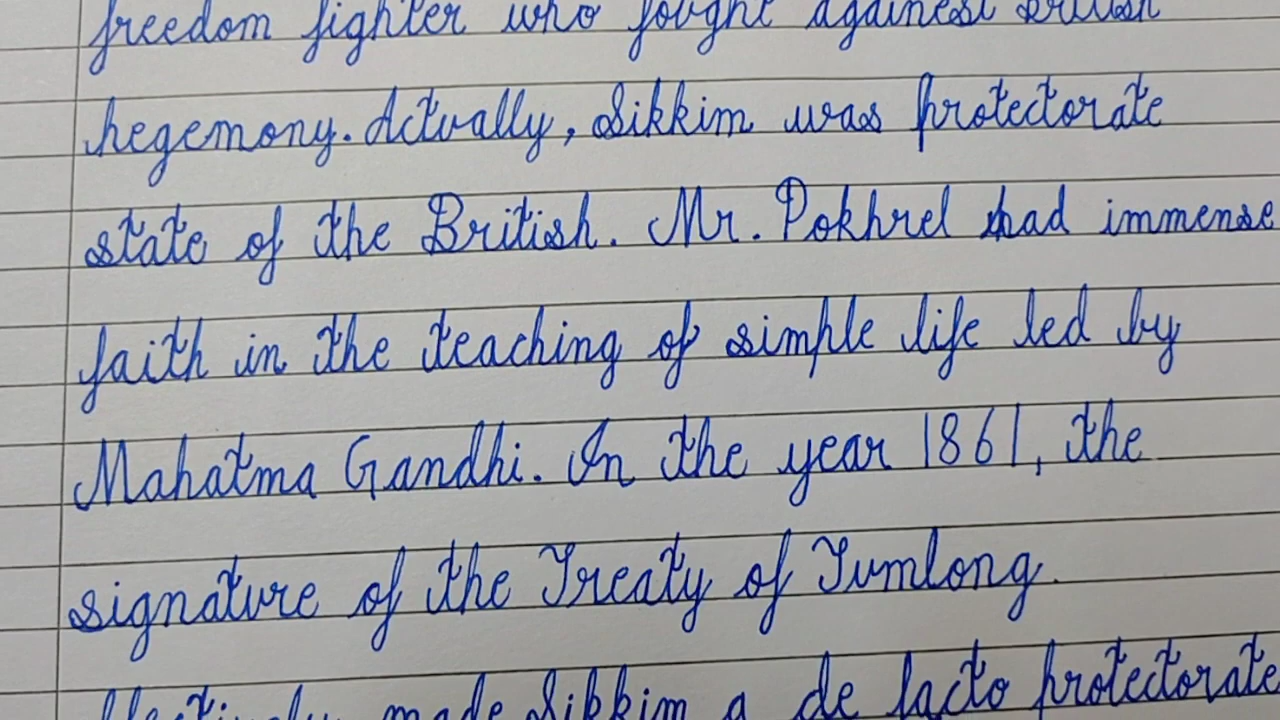 freedom fighter who fought againest British
hegemony. Actually, Sikkim was protectorate
state of the British. Mr. Pokhrel had immense
faith in the teaching of simple life led by
Mahatma Gandhi. In the year 1861, the
signature of the Treaty of Tumlong
effectively made Sikkim a de facto protectorate